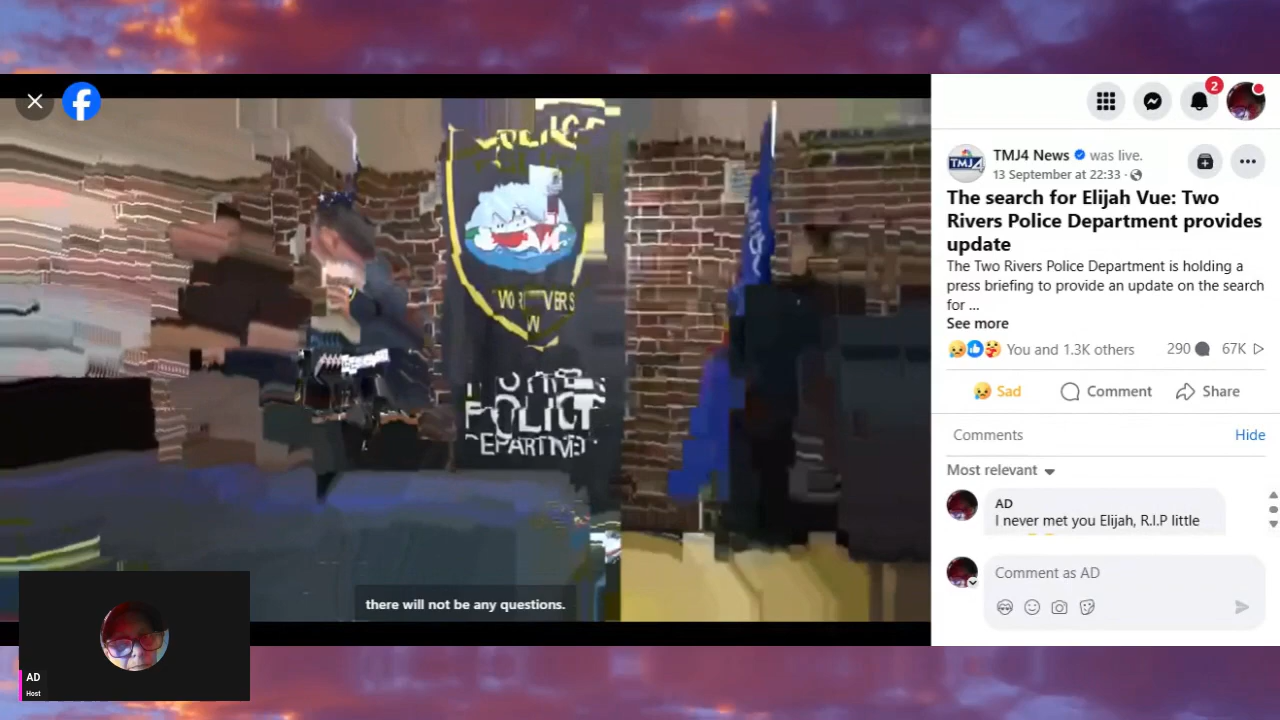 2
TMJ4 News was live.
TMJ4
13 September at 22:33 ·
The search for Elijah Vue: Two
Rivers Police Department provides
update
The Two Rivers Police Department is holding a
press briefing to provide an update on the search
for ...
See more
You and 1.3K others 290 67K
Sad Comment Share
Comments Hide
Most relevant
AD
I never met you Elijah, R.I.P little
Comment as AD
POLICE
there will not be any questions.
AD
Host